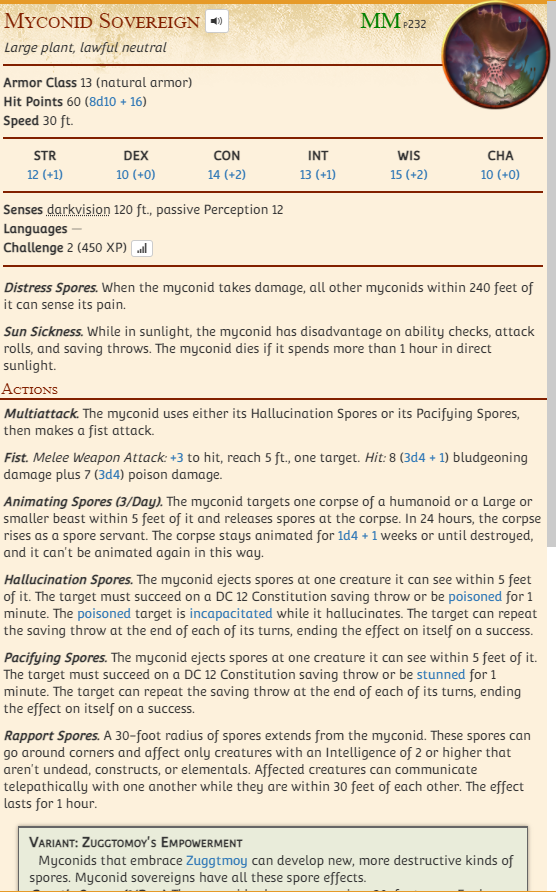 Myconid Sovereign MM P232
Large plant, lawful neutral
Armor Class 13 (natural armor)
Hit Points 60 (8d10 + 16)
Speed 30 ft.
STR DEX CON INT WIS CHA
12 (+1) 10 (+0) 14 (+2) 13 (+1) 15 (+2) 10 (+0)
Senses darkvision 120 ft., passive Perception 12
Languages —
Challenge 2 (450 XP)
Distress Spores. When the myconid takes damage, all other myconids within 240 feet of
it can sense its pain.
Sun Sickness. While in sunlight, the myconid has disadvantage on ability checks, attack
rolls, and saving throws. The myconid dies if it spends more than 1 hour in direct
sunlight.
Actions
Multiattack. The myconid uses either its Hallucination Spores or its Pacifying Spores,
then makes a fist attack.
Fist. Melee Weapon Attack: +3 to hit, reach 5 ft., one target. Hit: 8 (3d4 + 1) bludgeoning
damage plus 7 (3d4) poison damage.
Animating Spores (3/Day). The myconid targets one corpse of a humanoid or a Large or
smaller beast within 5 feet of it and releases spores at the corpse. In 24 hours, the corpse
rises as a spore servant. The corpse stays animated for 1d4 + 1 weeks or until destroyed,
and it can't be animated again in this way.
Hallucination Spores. The myconid ejects spores at one creature it can see within 5 feet
of it. The target must succeed on a DC 12 Constitution saving throw or be poisoned for 1
minute. The poisoned target is incapacitated while it hallucinates. The target can repeat
the saving throw at the end of each of its turns, ending the effect on itself on a success.
Pacifying Spores. The myconid ejects spores at one creature it can see within 5 feet of it.
The target must succeed on a DC 12 Constitution saving throw or be stunned for 1
minute. The target can repeat the saving throw at the end of each of its turns, ending
the effect on itself on a success.
Rapport Spores. A 30-foot radius of spores extends from the myconid. These spores can
go around corners and affect only creatures with an Intelligence of 2 or higher that
aren't undead, constructs, or elementals. Affected creatures can communicate
telepathically with one another while they are within 30 feet of each other. The effect
lasts for 1 hour.
Variant: Zuggtomoy's Empowerment
Myconids that embrace Zuggtmoy can develop new, more destructive kinds of
spores. Myconid sovereigns have all these spore effects.